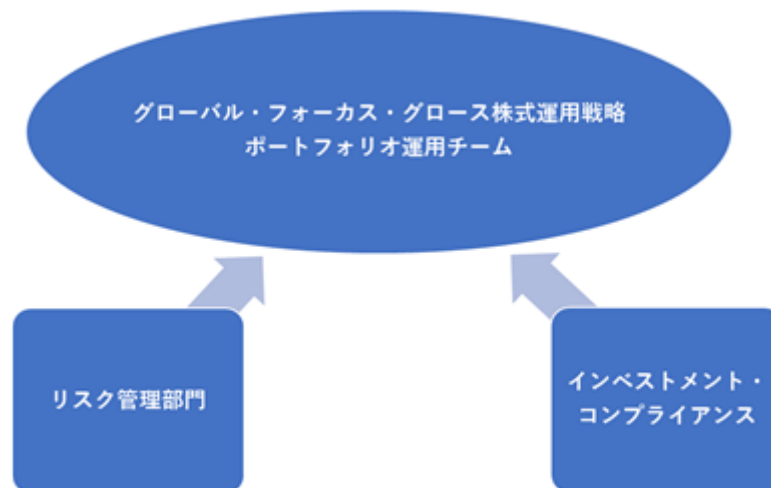 グローバル・フォーカス・グロース株式運用戦略
ポートフォリオ運用チーム
リスク管理部門
インベストメント・
コンプライアンス